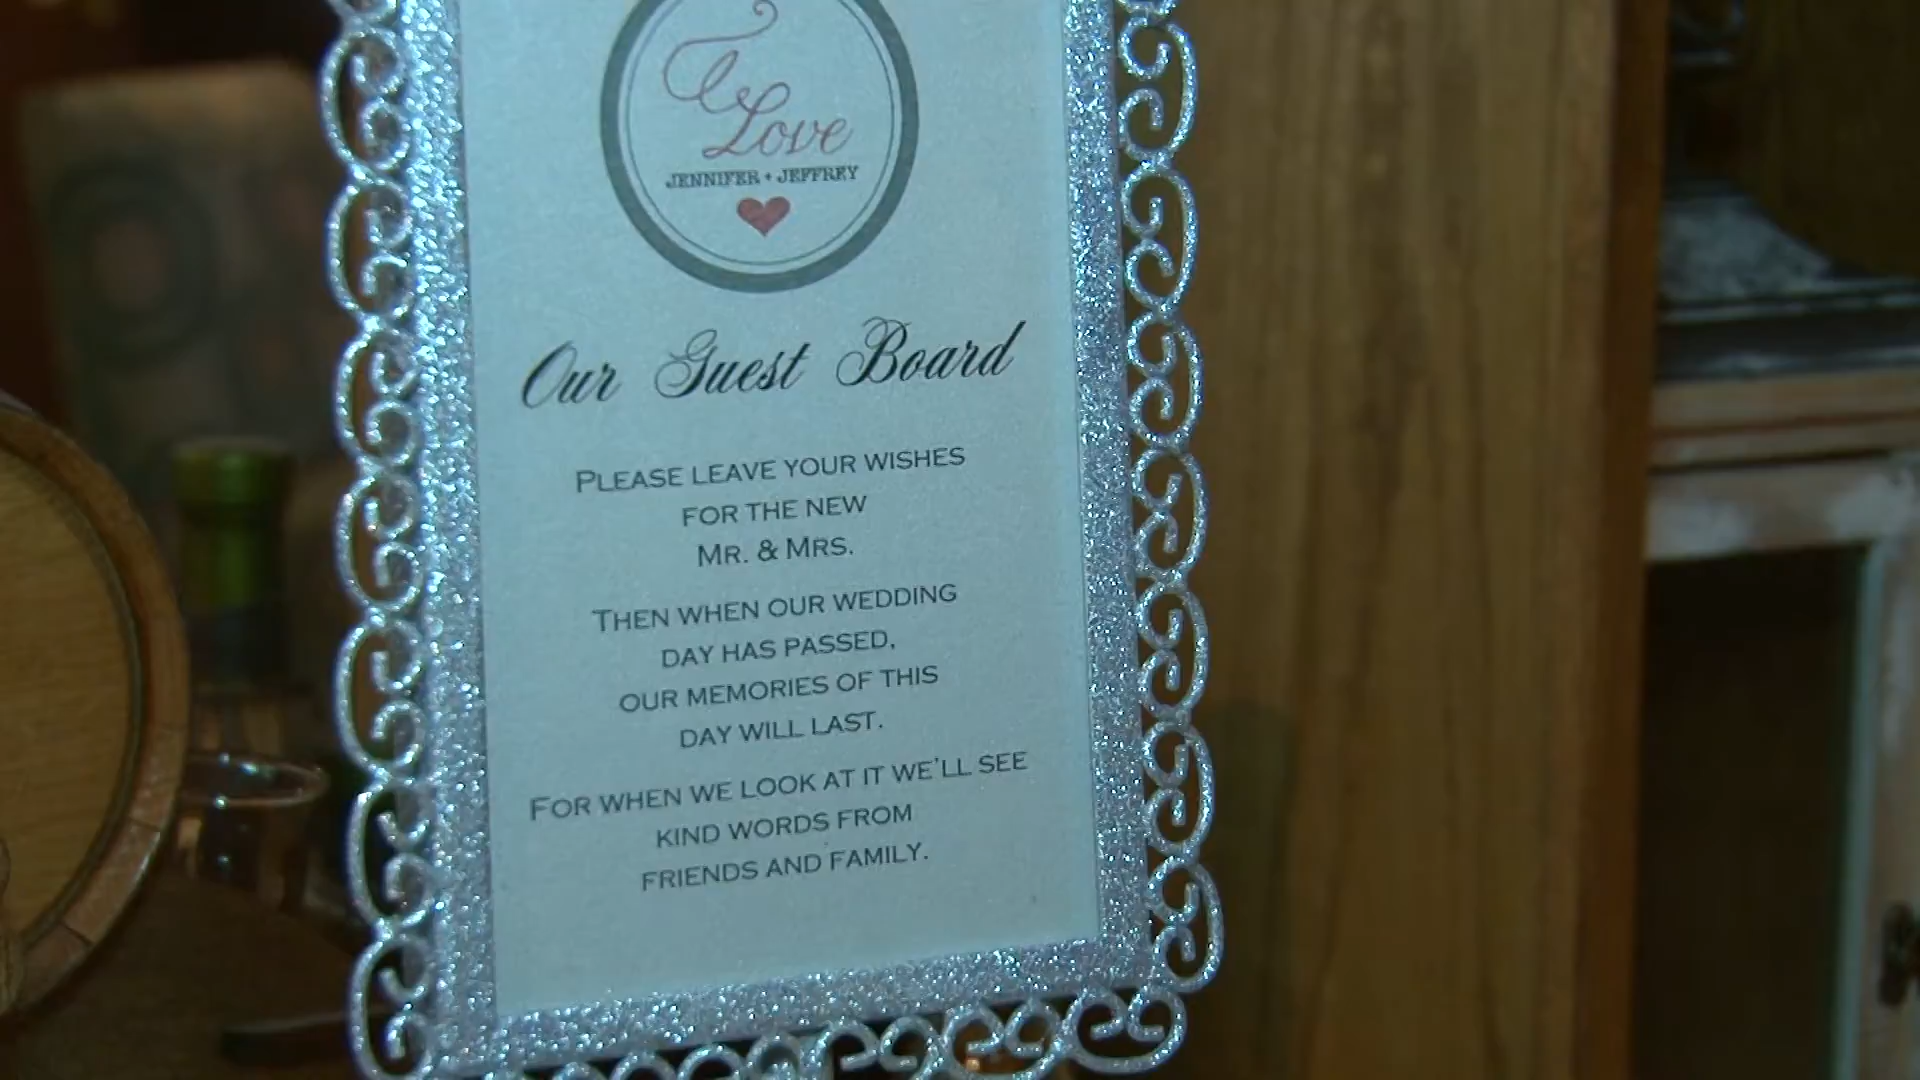 Love
JENNIFER + JEFFREY
Our Guest Board
PLEASE LEAVE YOUR WISHES
FOR THE NEW
MR. & MRS.
THEN WHEN OUR WEDDING
DAY HAS PASSED,
OUR MEMORIES OF THIS
DAY WILL LAST.
FOR WHEN WE LOOK AT IT WE'LL SEE
KIND WORDS FROM
FRIENDS AND FAMILY.